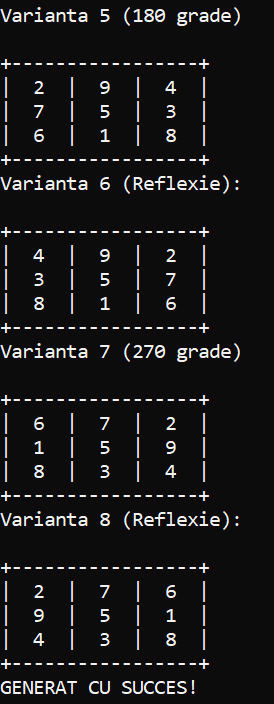 Varianta 5 (180 grade)
+-----------------+
|  2  |  9  |  4  |
|  7  |  5  |  3  |
|  6  |  1  |  8  |
+-----------------+
Varianta 6 (Reflexie):
+-----------------+
|  4  |  9  |  2  |
|  3  |  5  |  7  |
|  8  |  1  |  6  |
+-----------------+
Varianta 7 (270 grade)
+-----------------+
|  6  |  7  |  2  |
|  1  |  5  |  9  |
|  8  |  3  |  4  |
+-----------------+
Varianta 8 (Reflexie):
+-----------------+
|  2  |  7  |  6  |
|  9  |  5  |  1  |
|  4  |  3  |  8  |
+-----------------+
GENERAT CU SUCCES!